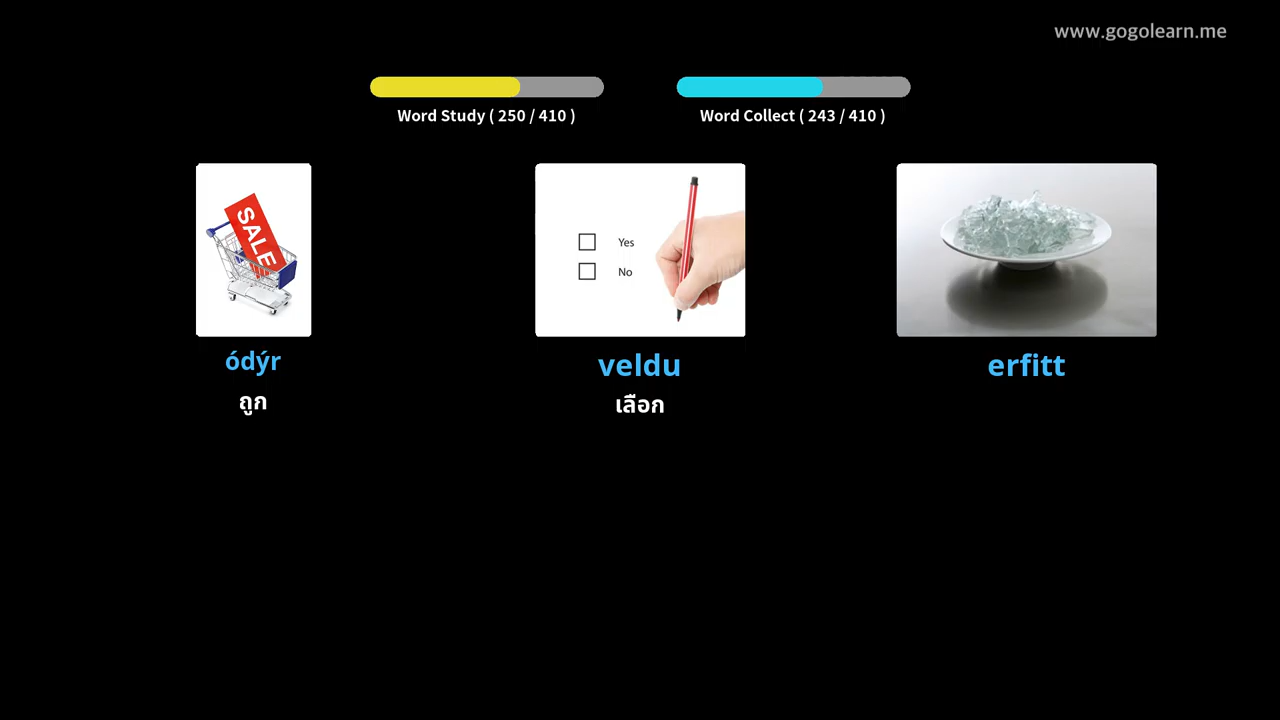 www.gogolearn.me
Word Study ( 250 / 410 )
Word Collect ( 243 / 410 )
SALE
Yes
No
ódýr
veldu
erfitt
ถูก
เลือก